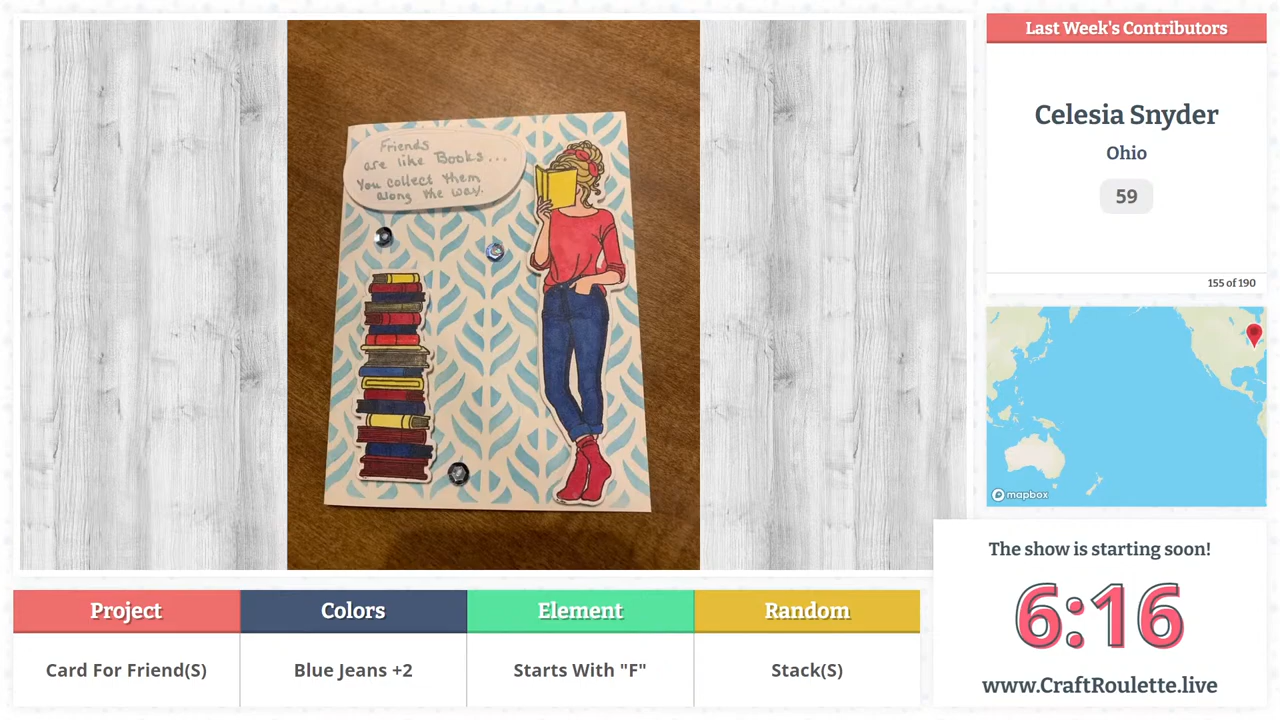 Last Week's Contributors
Celesia Snyder
Ohio
59
155 of 190
Friends
are like Books...
You collect them
along the way.
mapbox
The show is starting soon!
6:16
www.CraftRoulette.live
Project
Colors
Element
Random
Card For Friend(S)
Blue Jeans +2
Starts With "F"
Stack(S)